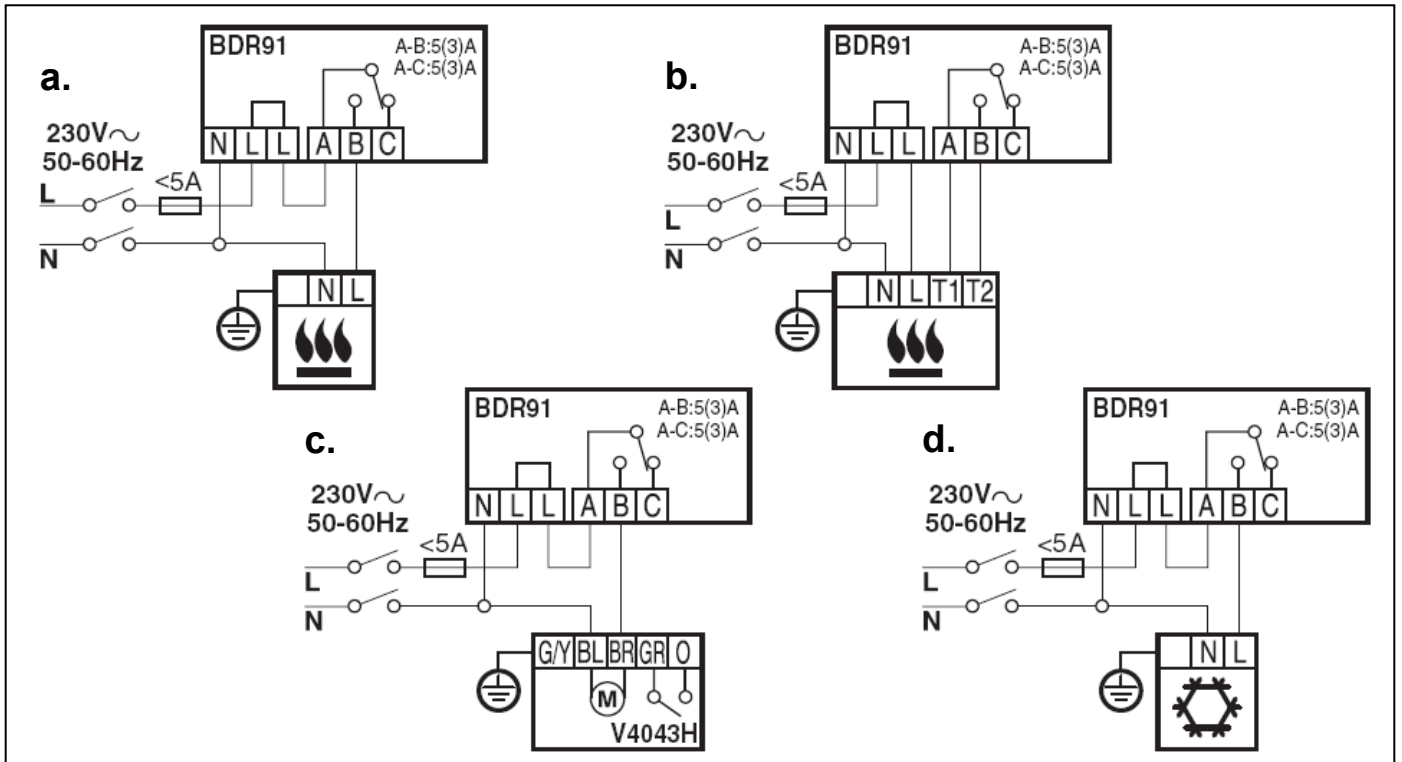 a.
BDR91
A-B:5(3)A
A-C:5(3)A
230V~
50-60Hz
N L L A B C
<5A
L
N
N L
b.
BDR91
A-B:5(3)A
A-C:5(3)A
230V~
50-60Hz
N L L A B C
<5A
L
N
N L T1 T2
c.
BDR91
A-B:5(3)A
A-C:5(3)A
230V~
50-60Hz
N L L A B C
<5A
L
N
G/Y BL BR GR O
M
V4043H
d.
BDR91
A-B:5(3)A
A-C:5(3)A
230V~
50-60Hz
N L L A B C
<5A
L
N
N L